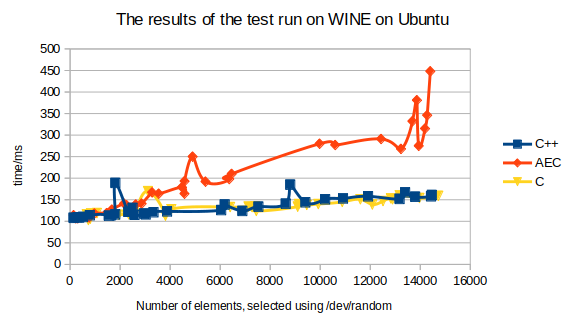 The results of the test run on WINE on Ubuntu
500
450
400
350
300
250
200
150
100
50
0
time/ms
0 2000 4000 6000 8000 10000 12000 14000 16000
Number of elements, selected using /dev/random
C++
AEC
C